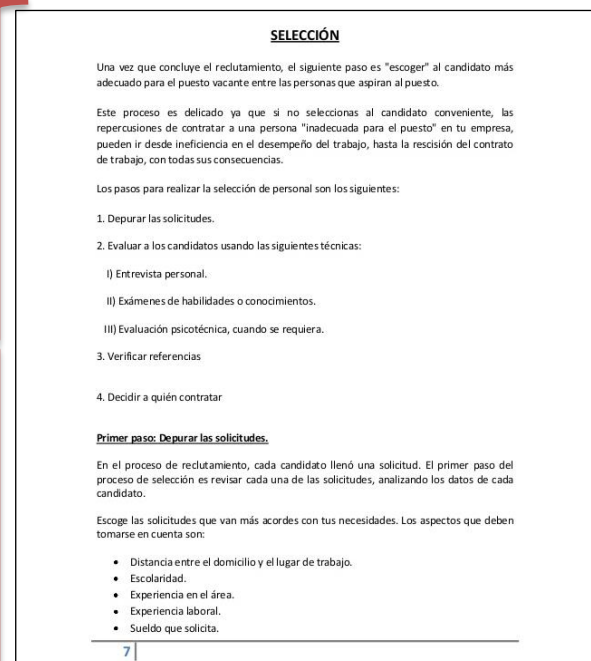 SELECCIÓN
Una vez que concluye el reclutamiento, el siguiente paso es "escoger" al candidato más
adecuado para el puesto vacante entre las personas que aspiran al puesto.
Este proceso es delicado ya que si no seleccionas al candidato conveniente, las
repercusiones de contratar a una persona "inadecuada para el puesto" en tu empresa,
pueden ir desde ineficiencia en el desempeño del trabajo, hasta la rescisión del contrato
de trabajo, con todas sus consecuencias.
Los pasos para realizar la selección de personal son los siguientes:
1. Depurar las solicitudes.
2. Evaluar a los candidatos usando las siguientes técnicas:
I) Entrevista personal.
II) Exámenes de habilidades o conocimientos.
III) Evaluación psicotécnica, cuando se requiera.
3. Verificar referencias
4. Decidir a quién contratar
Primer paso: Depurar las solicitudes.
En el proceso de reclutamiento, cada candidato llenó una solicitud. El primer paso del
proceso de selección es revisar cada una de las solicitudes, analizando los datos de cada
candidato.
Escoge las solicitudes que van más acordes con tus necesidades. Los aspectos que deben
tomarse en cuenta son:
• Distancia entre el domicilio y el lugar de trabajo.
• Escolaridad.
• Experiencia en el área.
• Experiencia laboral.
• Sueldo que solicita.
7